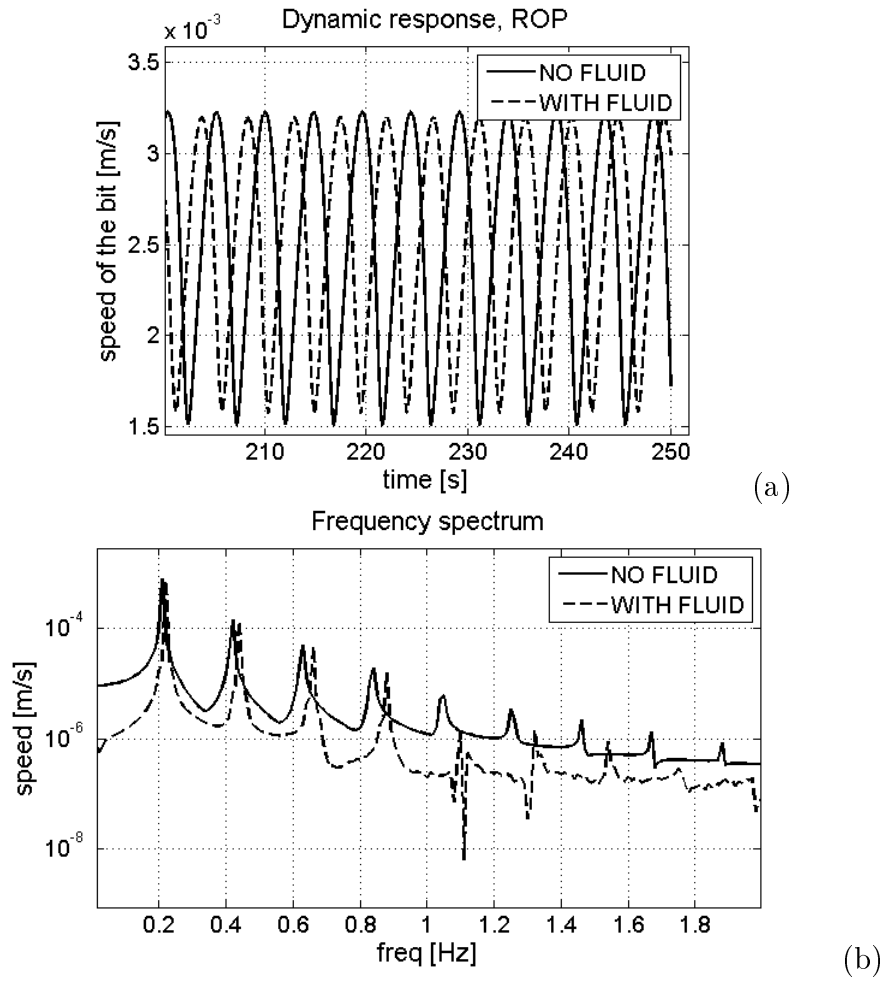 Dynamic response, ROP
x 10⁻³
3.5
3
2.5
2
1.5
speed of the bit [m/s]
NO FLUID
WITH FLUID
210 220 230 240 250
time [s]
(a)
Frequency spectrum
10⁻⁴
10⁻⁶
10⁻⁸
speed [m/s]
NO FLUID
WITH FLUID
0.2 0.4 0.6 0.8 1 1.2 1.4 1.6 1.8
freq [Hz]
(b)